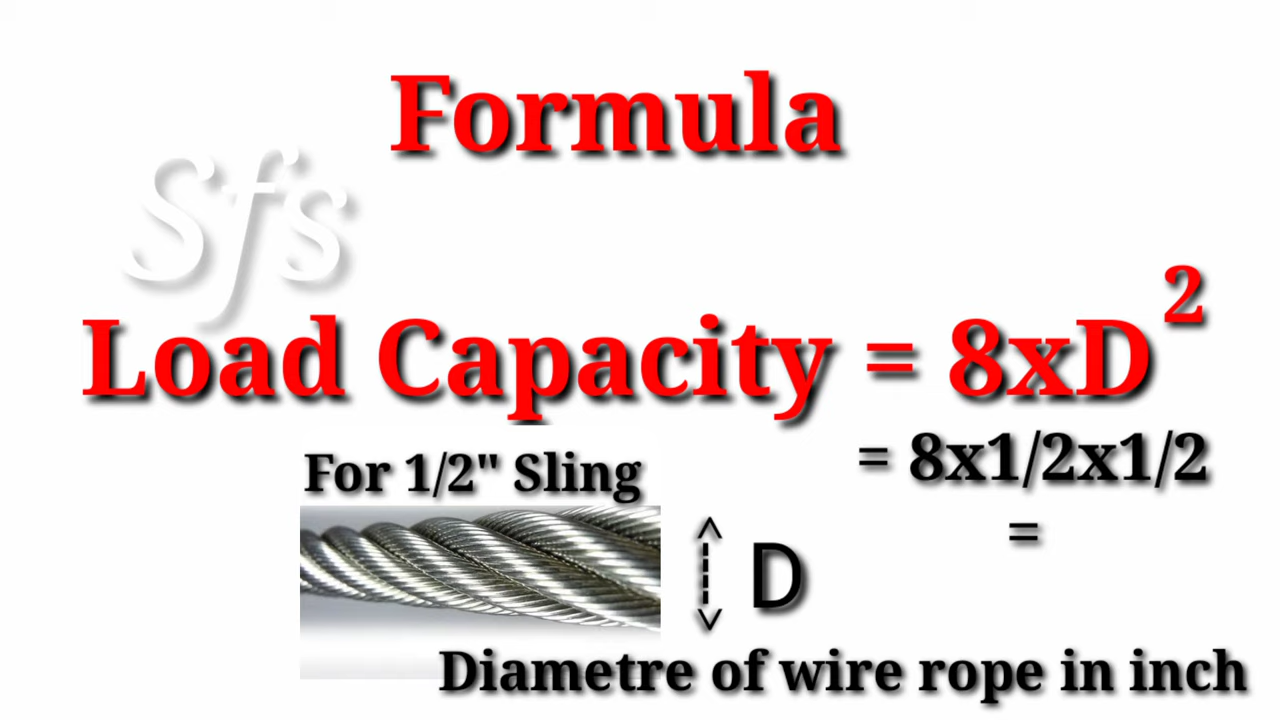 Formula
Sfs
Load Capacity = 8xD²
= 8x1/2x1/2
For 1/2" Sling
=
D
Diametre of wire rope in inch